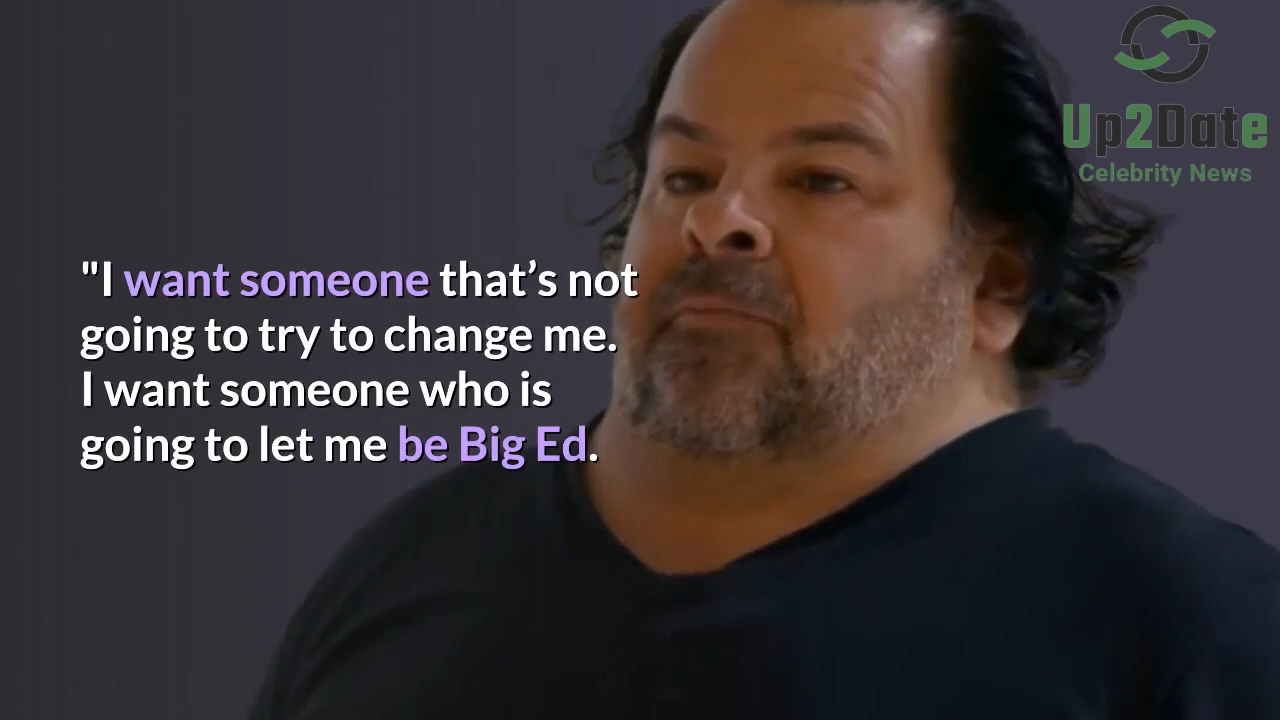 Up2Date
Celebrity News
"I want someone that’s not
going to try to change me.
I want someone who is
going to let me be Big Ed.